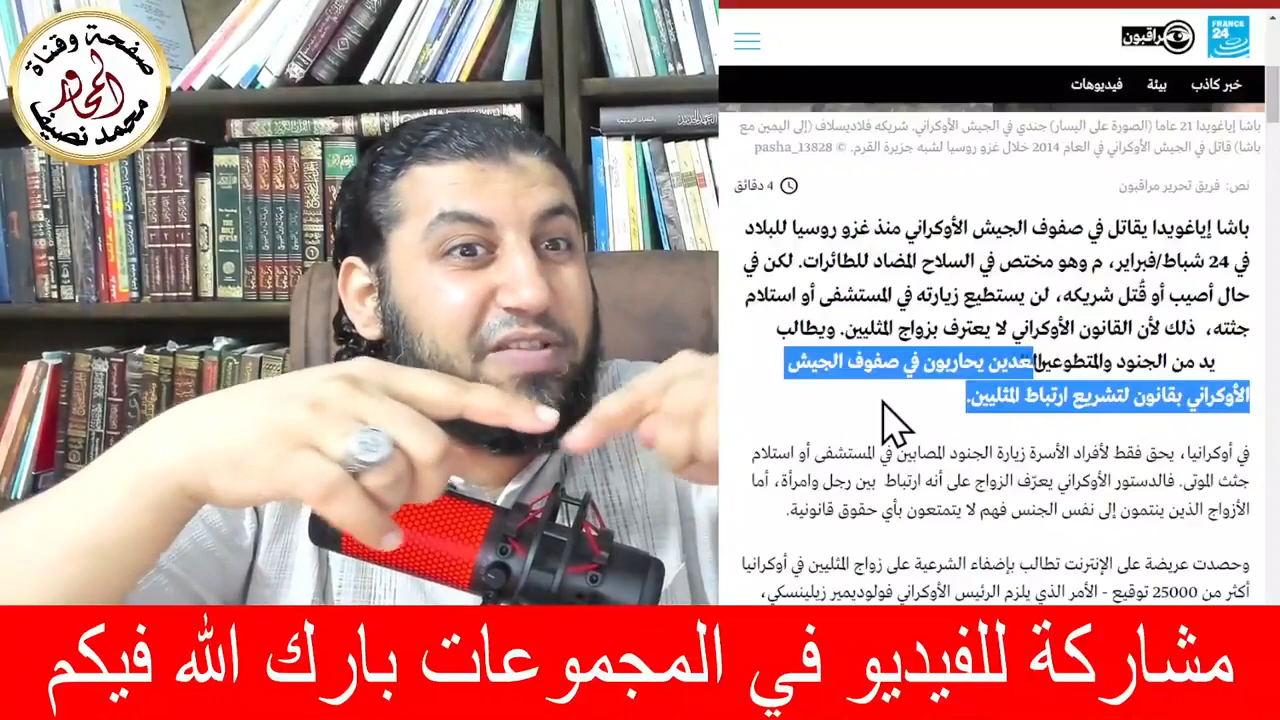 صفحة وقناة
المحاور
محمد نصيف
FRANCE
24
مراقبون
خبر كاذب بيئة فيديوهات
باشا إياغويدا 21 عاما (الصورة على اليسار) جندي في الجيش الأوكراني. شريكه فلاديسلاف (إلى اليمين مع
باشا) قاتل في الجيش الأوكراني في العام 2014 خلال غزو روسيا لشبه جزيرة القرم. © pasha_13828
نص: فريق تحرير مراقبون
4 دقائق
باشا إياغويدا يقاتل في صفوف الجيش الأوكراني منذ غزو روسيا للبلاد
في 24 شباط/فبراير، م وهو مختص في السلاح المضاد للطائرات. لكن في
حال أصيب أو قُتل شريكه، لن يستطيع زيارته في المستشفى أو استلام
جثته، ذلك لأن القانون الأوكراني لا يعترف بزواج المثليين. ويطالب
يد من الجنود والمتطوعين يحاربون في صفوف الجيش
الأوكراني بقانون لتشريع ارتباط المثليين.
في أوكرانيا، يحق فقط لأفراد الأسرة زيارة الجنود المصابين في المستشفى أو استلام
جثث الموتى. فالدستور الأوكراني يعرّف الزواج على أنه ارتباط بين رجل وامرأة، أما
الأزواج الذين ينتمون إلى نفس الجنس فهم لا يتمتعون بأي حقوق قانونية.
وحصدت عريضة على الإنترنت تطالب بإضفاء الشرعية على زواج المثليين في أوكرانيا
أكثر من 25000 توقيع - الأمر الذي يلزم الرئيس الأوكراني فولوديمير زيلينسكي،
مشاركة للفيديو في المجموعات بارك الله فيكم